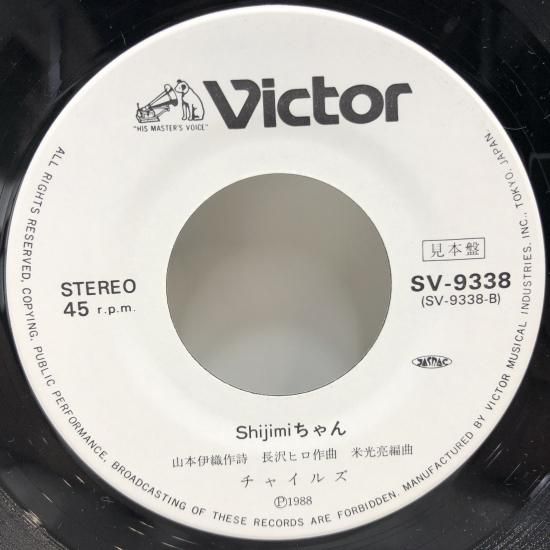 Victor
"HIS MASTER'S VOICE"
見本盤
STEREO
45 r.p.m.
SV-9338
(SV-9338-B)
JASRAC
Shijimiちゃん
山本伊織作詩 長沢ヒロ作曲 米光亮編曲
チャイルズ
Ⓟ1988
ALL RIGHTS RESERVED, COPYING, PUBLIC PERFORMANCE, BROADCASTING OF THESE RECORDS ARE FORBIDDEN. MANUFACTURED BY VICTOR MUSICAL INDUSTRIES, INC., TOKYO, JAPAN.